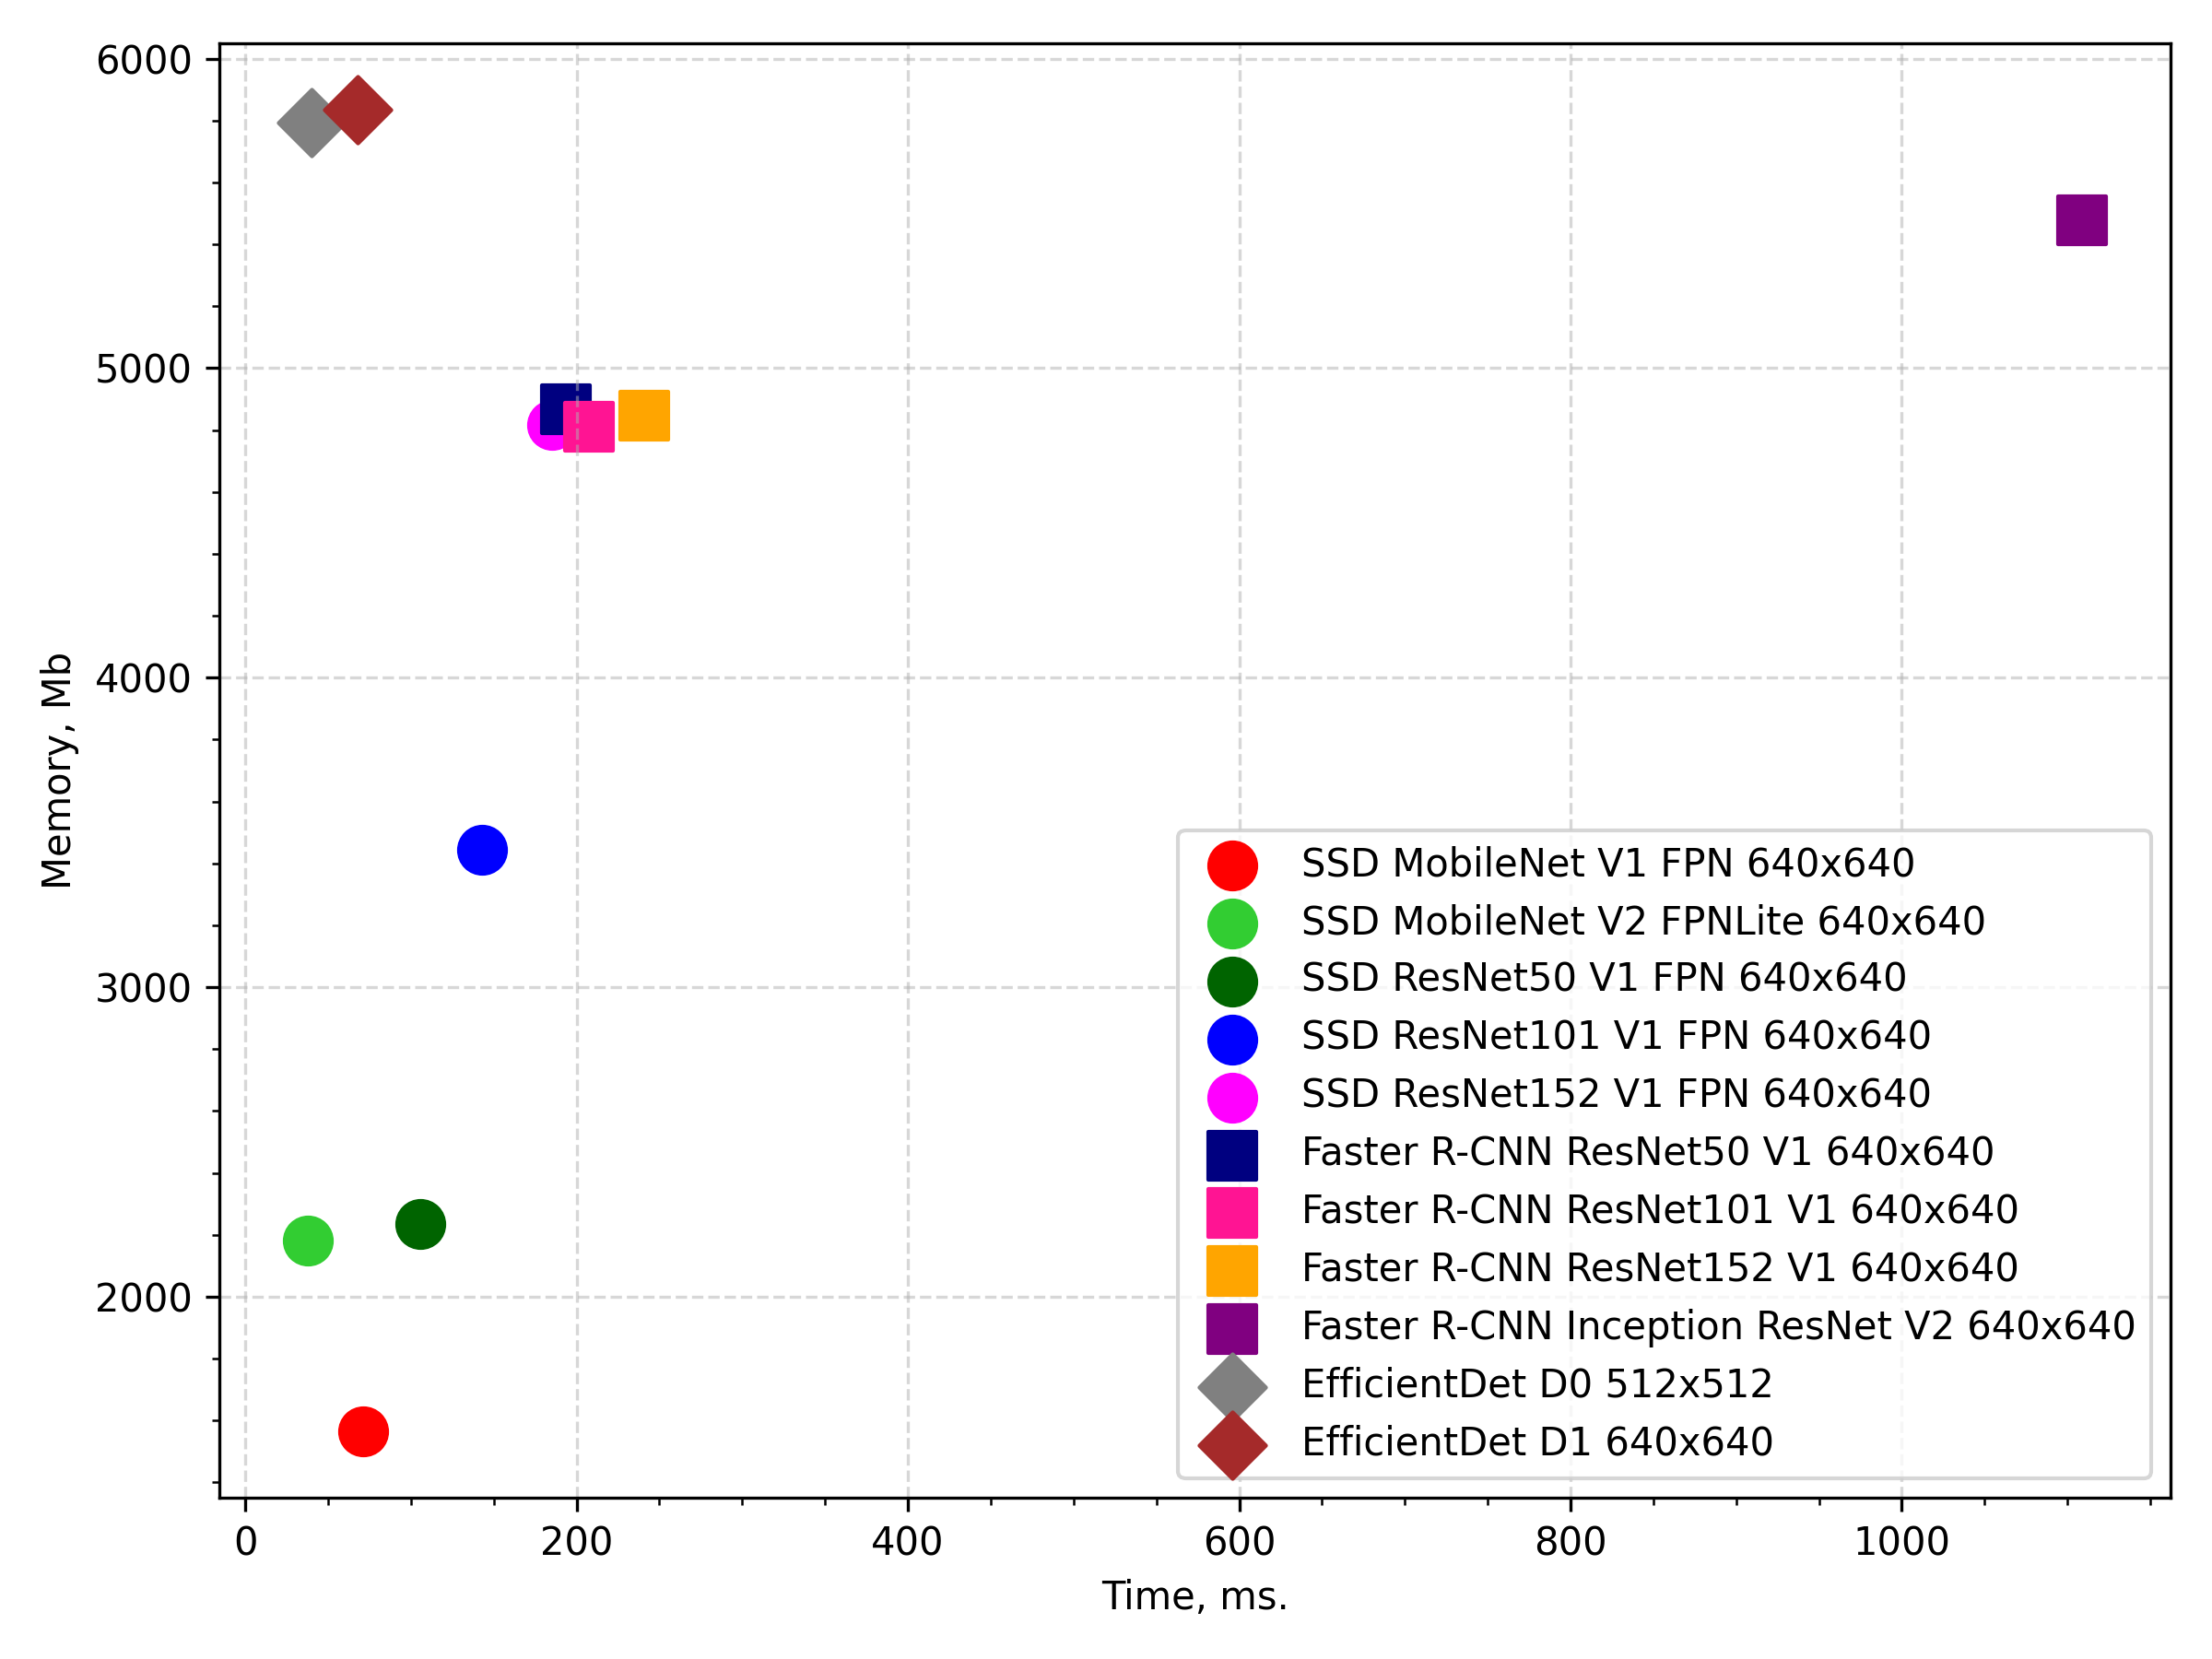 6000
5000
4000
3000
2000
Memory, Mb
0 200 400 600 800 1000
Time, ms.
SSD MobileNet V1 FPN 640x640
SSD MobileNet V2 FPNLite 640x640
SSD ResNet50 V1 FPN 640x640
SSD ResNet101 V1 FPN 640x640
SSD ResNet152 V1 FPN 640x640
Faster R-CNN ResNet50 V1 640x640
Faster R-CNN ResNet101 V1 640x640
Faster R-CNN ResNet152 V1 640x640
Faster R-CNN Inception ResNet V2 640x640
EfficientDet D0 512x512
EfficientDet D1 640x640